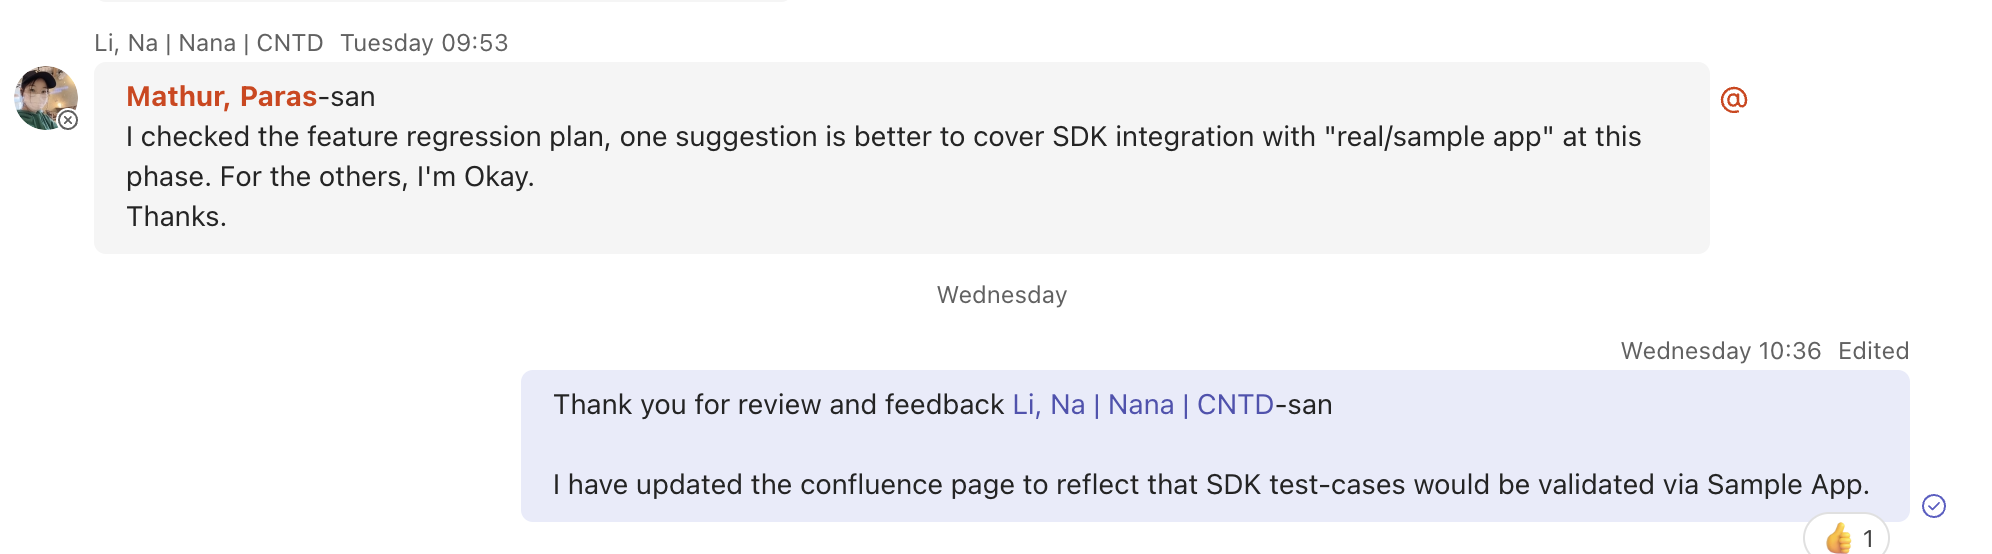 Li, Na | Nana | CNTD Tuesday 09:53
Mathur, Paras-san
@
I checked the feature regression plan, one suggestion is better to cover SDK integration with "real/sample app" at this
phase. For the others, I'm Okay.
Thanks.
Wednesday
Wednesday 10:36 Edited
Thank you for review and feedback Li, Na | Nana | CNTD-san
I have updated the confluence page to reflect that SDK test-cases would be validated via Sample App.
👍 1